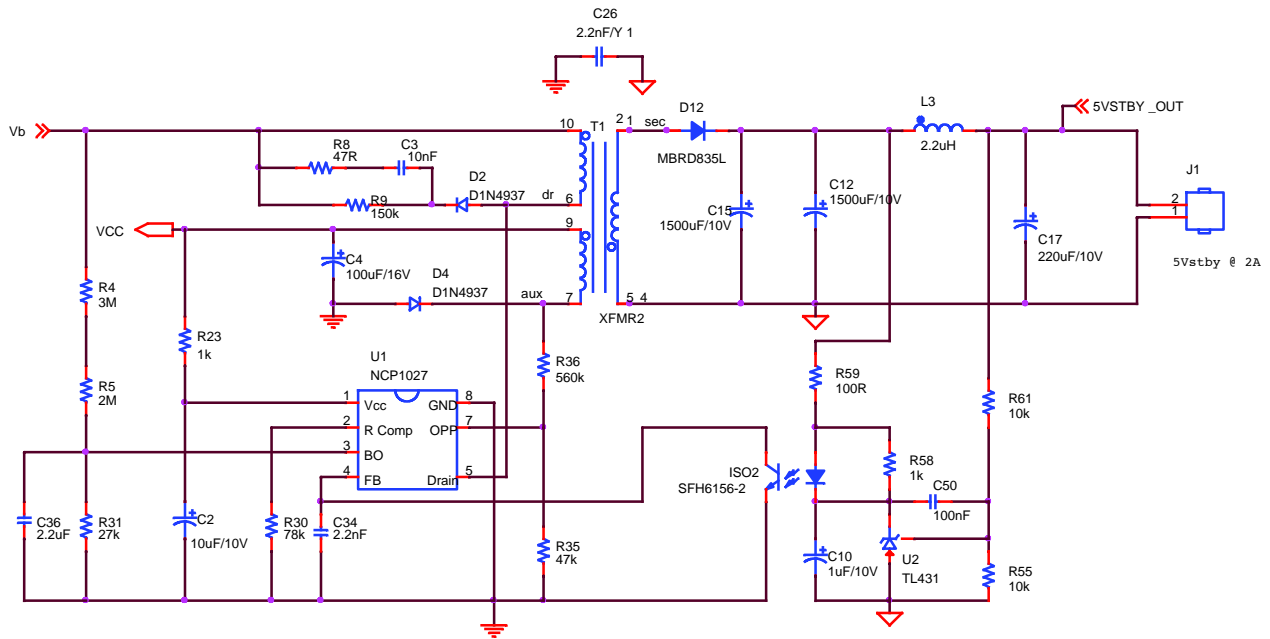 C26
2.2nF/Y 1
Vb
R8
47R
C3
10nF
R9
150k
D2
D1N4937
dr
10
6
9
7
T1
2 1
5 4
XFMR2
sec
D12
MBRD835L
L3
2.2uH
5VSTBY_OUT
C15
1500uF/10V
C12
1500uF/10V
C17
220uF/10V
J1
2
1
5Vstby @ 2A
VCC
C4
100uF/16V
D4
D1N4937
aux
R4
3M
R23
1k
R5
2M
U1
NCP1027
1
2
3
4
Vcc
R Comp
BO
FB
GND
OPP
Drain
8
7
5
R36
560k
R59
100R
R61
10k
ISO2
SFH6156-2
R58
1k
C50
100nF
C36
2.2uF
R31
27k
C2
10uF/10V
R30
78k
C34
2.2nF
R35
47k
C10
1uF/10V
U2
TL431
R55
10k